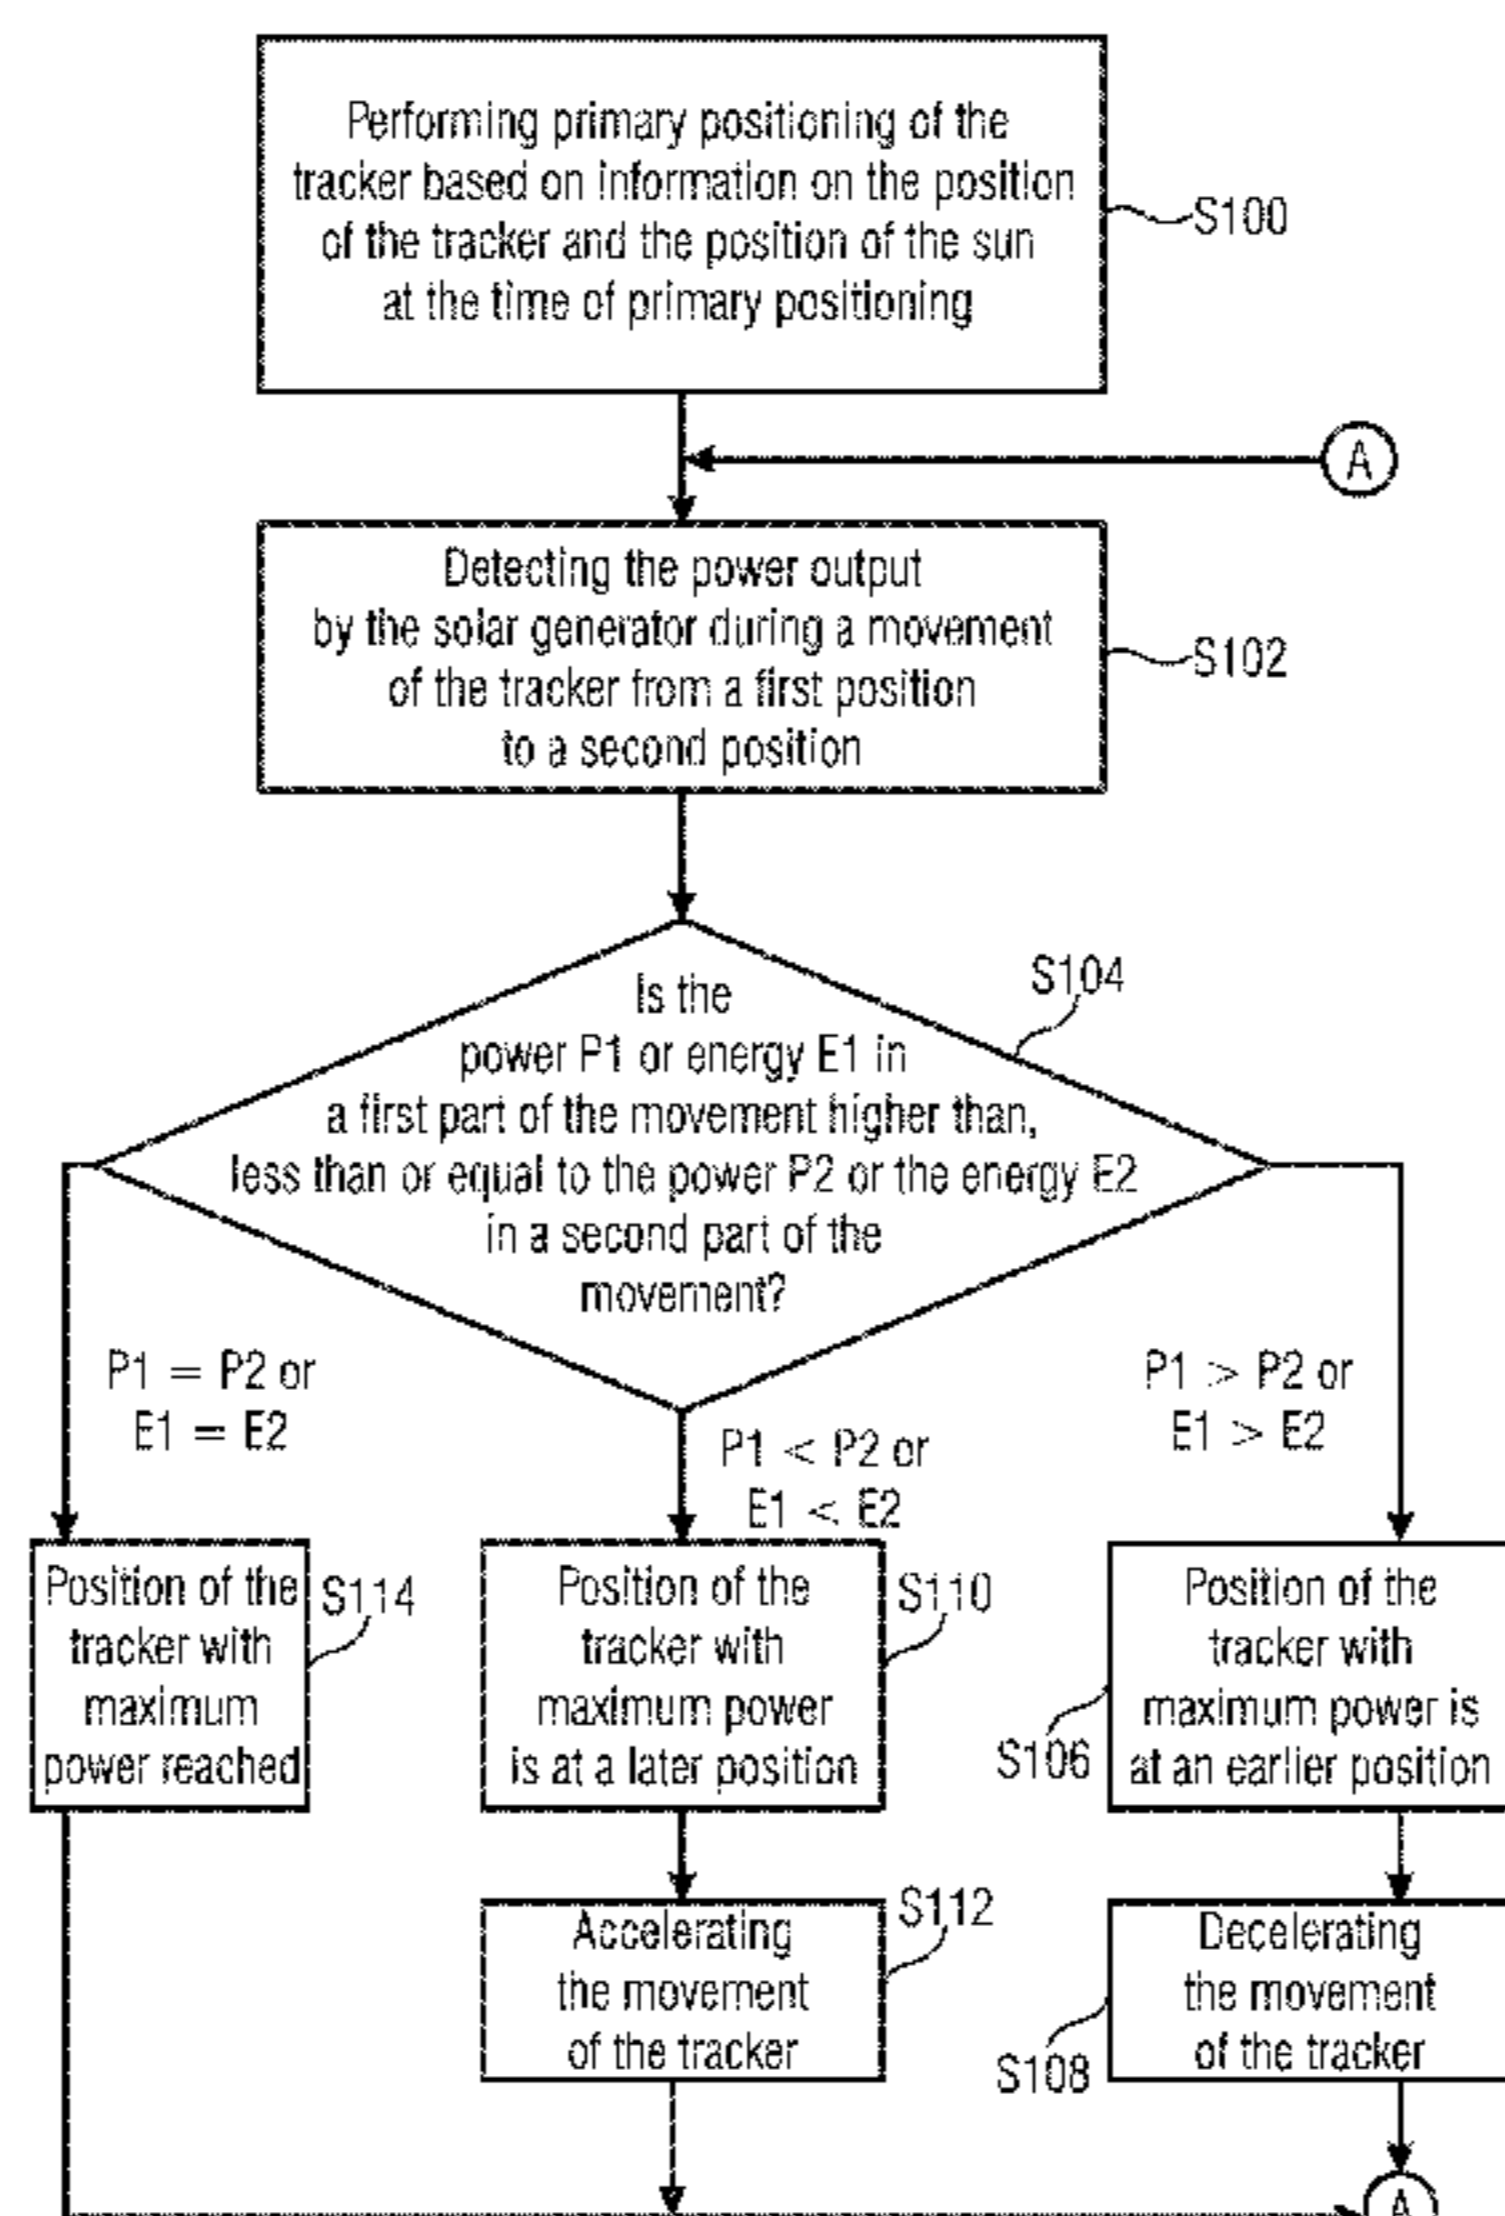 Performing primary positioning of the
tracker based on information on the position
of the tracker and the position of the sun
at the time of primary positioning
S100
A
Detecting the power output
by the solar generator during a movement
of the tracker from a first position
to a second position
S102
S104
Is the
power P1 or energy E1 in
a first part of the movement higher than,
less than or equal to the power P2 or the energy E2
in a second part of the
movement?
P1 = P2 or
E1 = E2
P1 < P2 or
E1 < E2
P1 > P2 or
E1 > E2
Position of the
tracker with
maximum
power reached
S114
Position of the
tracker with
maximum power
is at a later position
S110
Position of the
tracker with
maximum power is
at an earlier position
S106
Accelerating
the movement
of the tracker
S112
Decelerating
the movement
of the tracker
S108
A